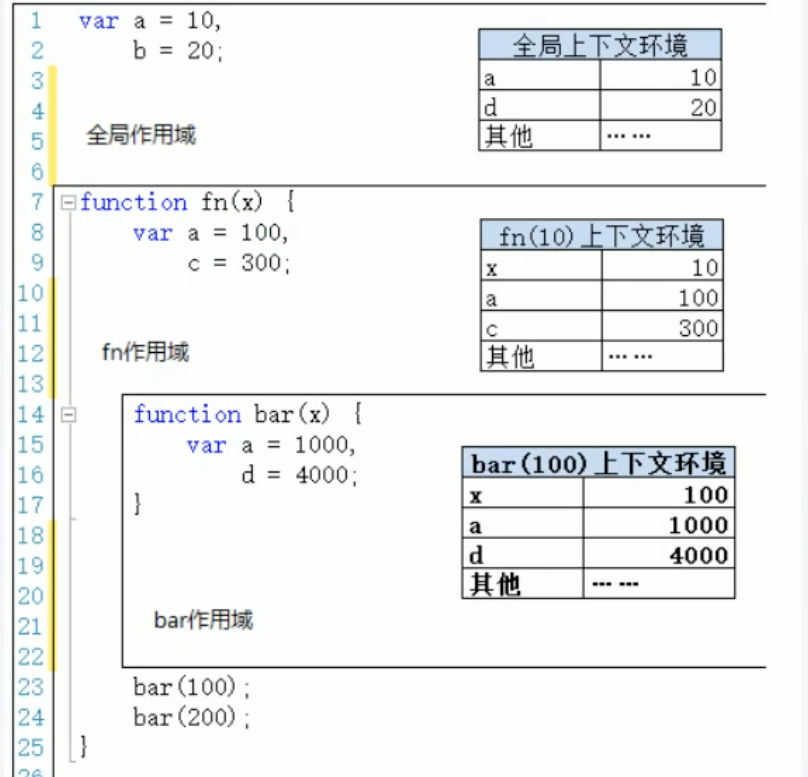 1 var a = 10,
2 b = 20;
3
4
5 全局作用域
6
全局上下文环境
a 10
d 20
其他 ……
7 function fn(x) {
8 var a = 100,
9 c = 300;
10
11
12 fn作用域
13
fn(10)上下文环境
x 10
a 100
c 300
其他 ……
14 function bar(x) {
15 var a = 1000,
16 d = 4000;
17 }
18
19
20
21 bar作用域
22
bar(100)上下文环境
x 100
a 1000
d 4000
其他 ……
23 bar(100);
24 bar(200);
25 }
26